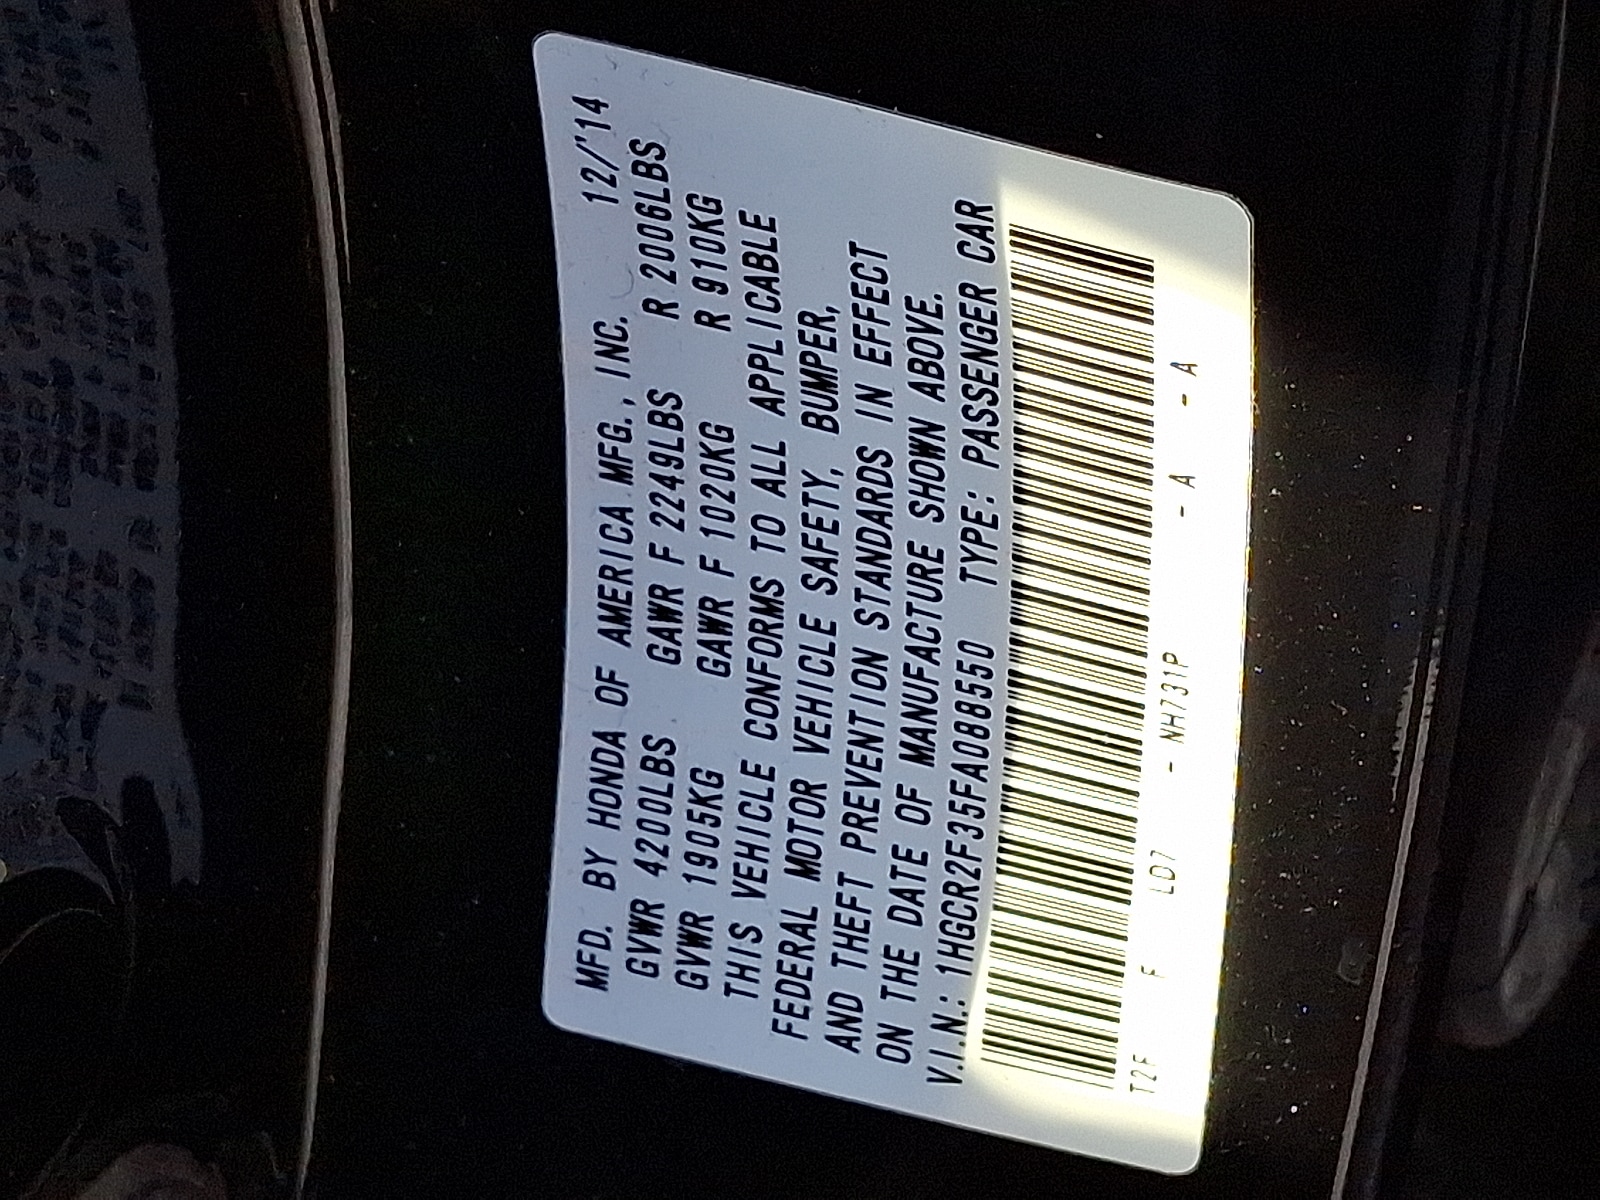 MFD. BY HONDA OF AMERICA MFG., INC. 12/'14
GVWR 4200LBS GAWR F 2249LBS R 2006LBS
GVWR 1905KG GAWR F 1020KG R 910KG
THIS VEHICLE CONFORMS TO ALL APPLICABLE
FEDERAL MOTOR VEHICLE SAFETY, BUMPER,
AND THEFT PREVENTION STANDARDS IN EFFECT
ON THE DATE OF MANUFACTURE SHOWN ABOVE.
V.I.N.: 1HGCR2F35FA088550 TYPE: PASSENGER CAR
T2F F LD7 - NH731P - A - A